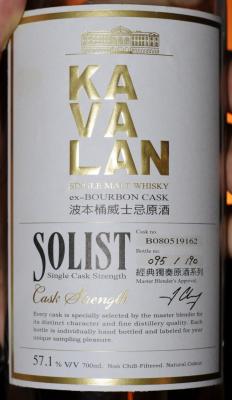 KA
VA
LAN
SINGLE MALT WHISKY
ex-BOURBON CASK
波本桶威士忌原酒
SOLIST
Single Cask Strength
Cask Strength
Cask no.
B080519162
Bottle no.
095 / 190
經典獨奏原酒系列
Master Blender's Approval,
Every cask is specially selected by the master blender for
its distinct character and fine distillery quality. Each
bottle is individually hand bottled and labeled for your
unique sampling pleasure.
57.1 % V/V 700ml. Non Chill-Filtered. Natural Colour